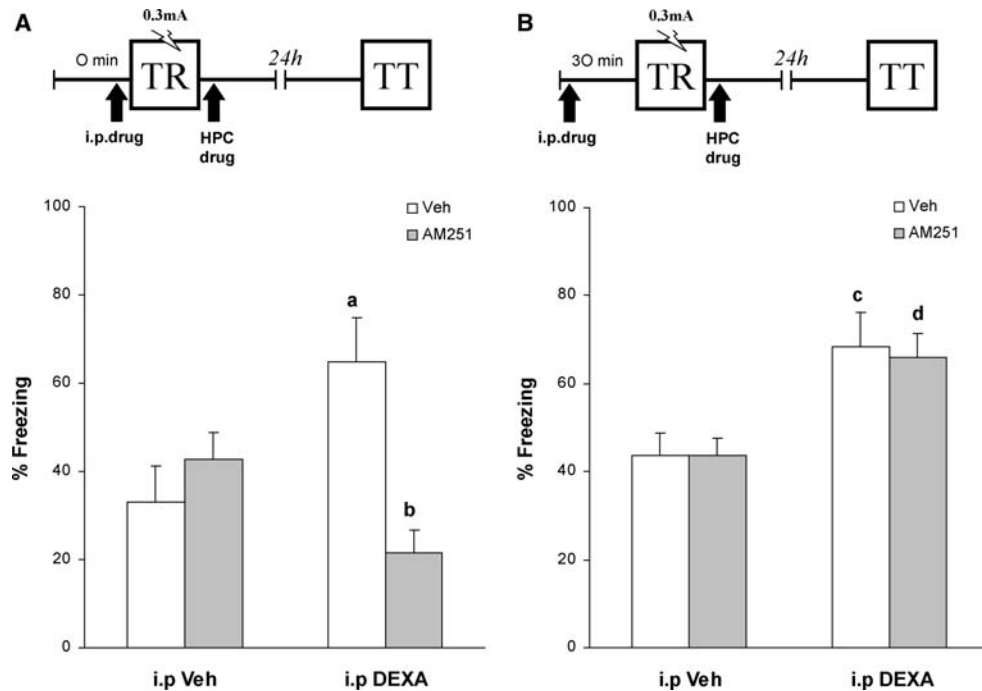 A
0.3mA
0 min
TR
24h
TT
i.p.drug
HPC
drug
100
80
60
40
20
0
% Freezing
Veh
AM251
a
b
i.p Veh
i.p DEXA
B
0.3mA
30 min
TR
24h
TT
i.p.drug
HPC
drug
100
80
60
40
20
0
% Freezing
Veh
AM251
c
d
i.p Veh
i.p DEXA